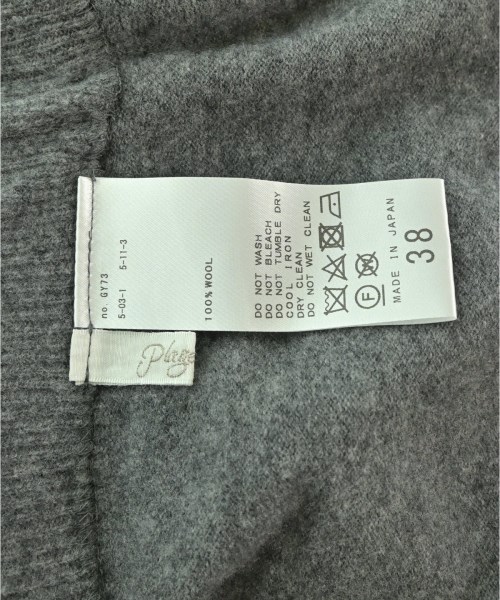 no. GY73
5-03-1 5-11-3
100% WOOL
DO NOT WASH
DO NOT BLEACH
DO NOT TUMBLE DRY
COOL IRON
DRY CLEAN
DO NOT WET CLEAN
F
MADE IN JAPAN
38
Plage